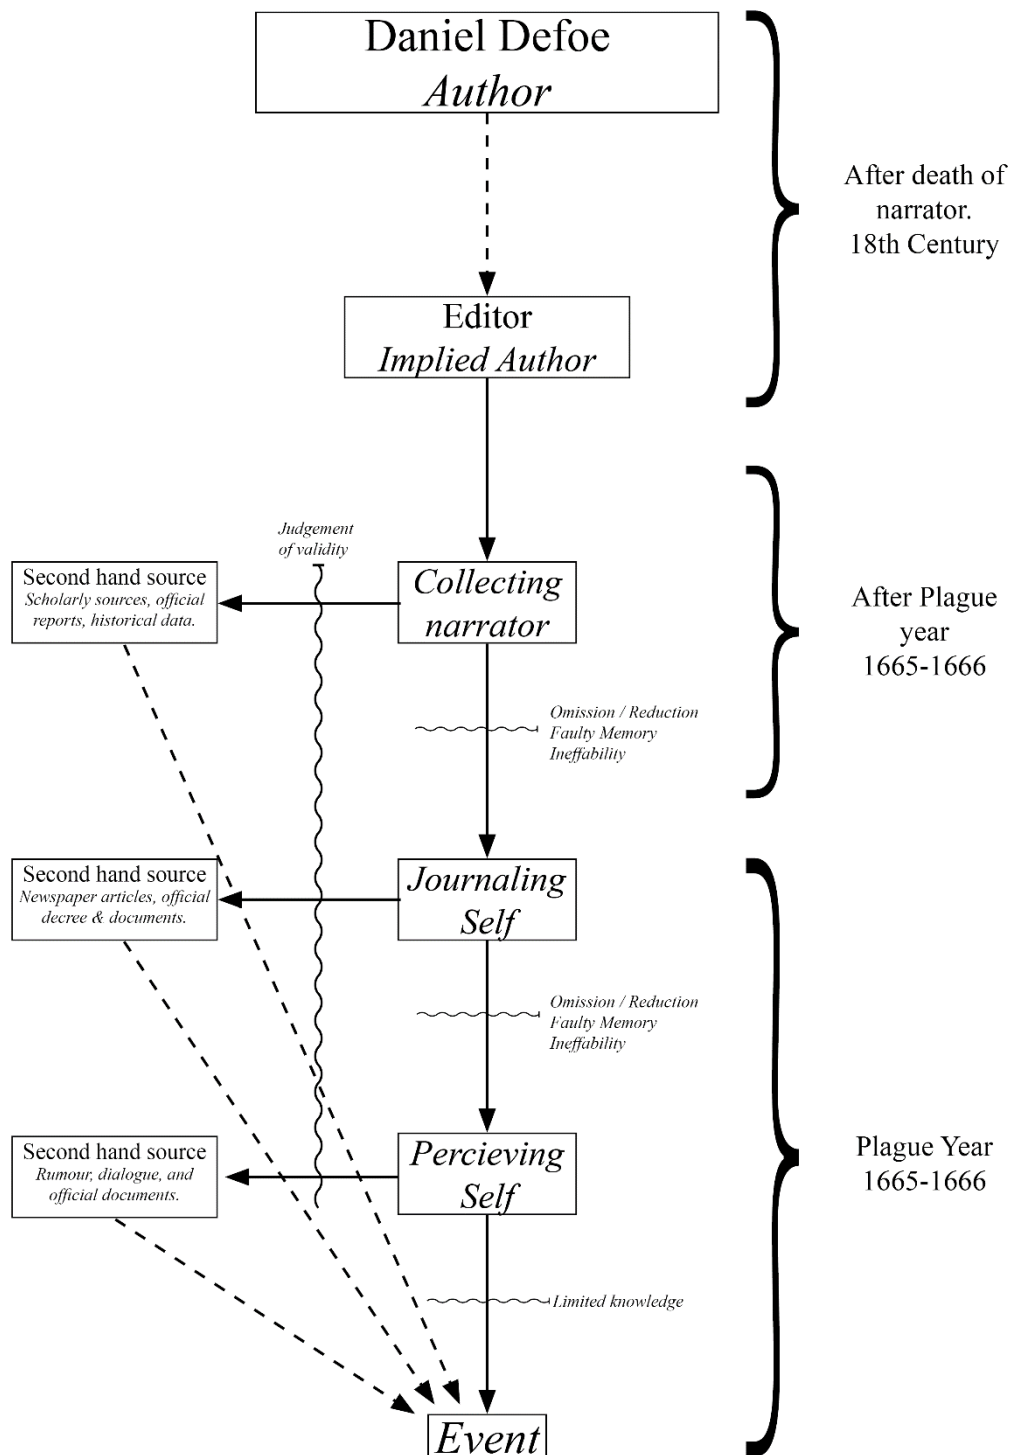 Daniel Defoe
Author
After death of
narrator.
18th Century
Editor
Implied Author
Judgement
of validity
Second hand source
Scholarly sources, official
reports, historical data.
Collecting
narrator
After Plague
year
1665-1666
Omission / Reduction
Faulty Memory
Ineffability
Second hand source
Newspaper articles, official
decree & documents.
Journaling
Self
Omission / Reduction
Faulty Memory
Ineffability
Second hand source
Rumour, dialogue, and
official documents.
Percieving
Self
Plague Year
1665-1666
Limited knowledge
Event